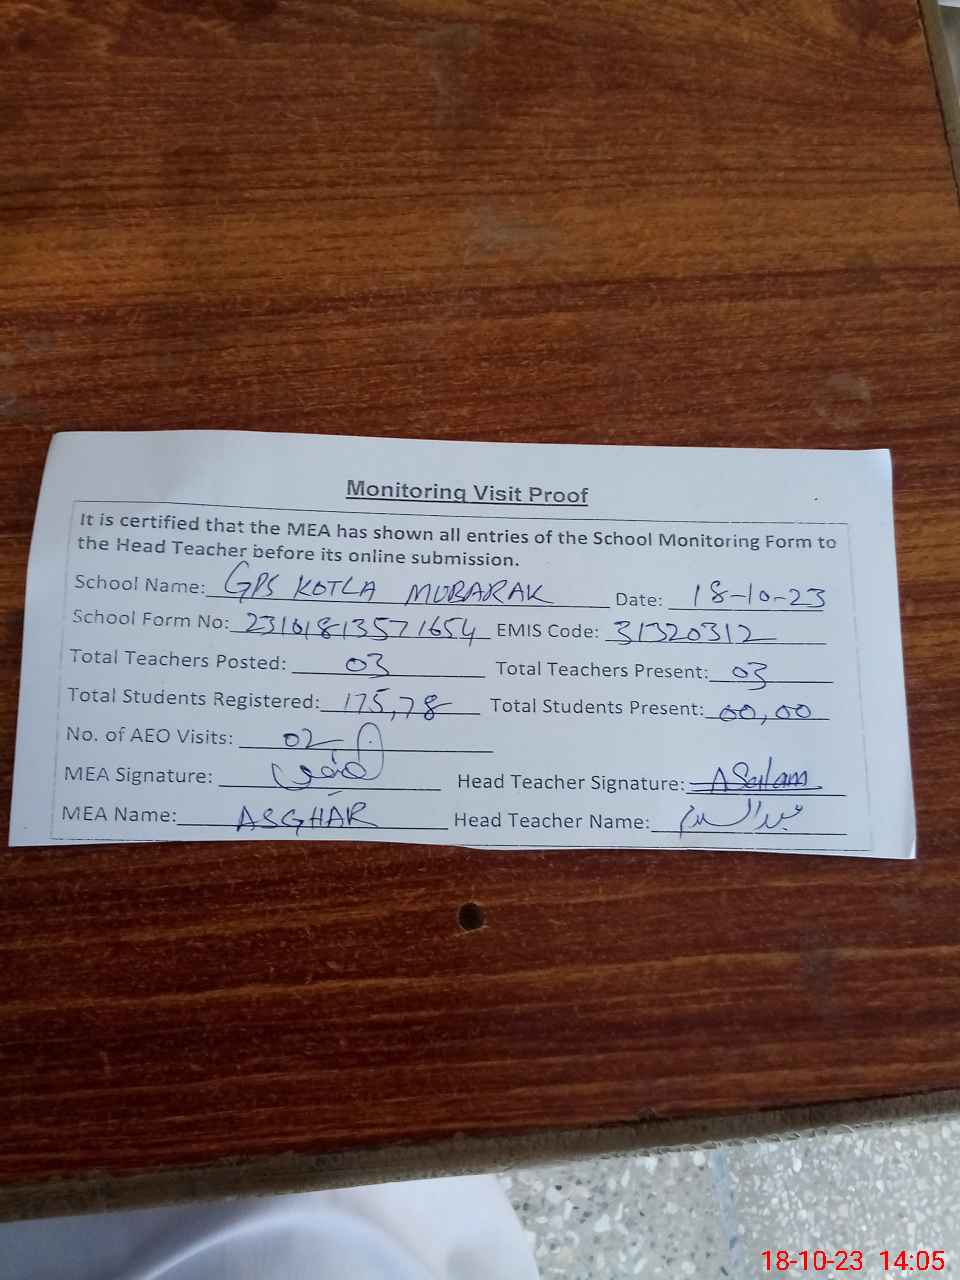 Monitoring Visit Proof
It is certified that the MEA has shown all entries of the School Monitoring Form to
the Head Teacher before its online submission.
School Name: GPS KOTLA MUBARAK Date: 18-10-23
School Form No: 23101813571654 EMIS Code: 31320312
Total Teachers Posted: 03 Total Teachers Present: 03
Total Students Registered: 175,78 Total Students Present: 00,00
No. of AEO Visits: 02
MEA Signature: Head Teacher Signature: ASalam
MEA Name: ASGHAR Head Teacher Name: عبدالسلام
18-10-23 14:05